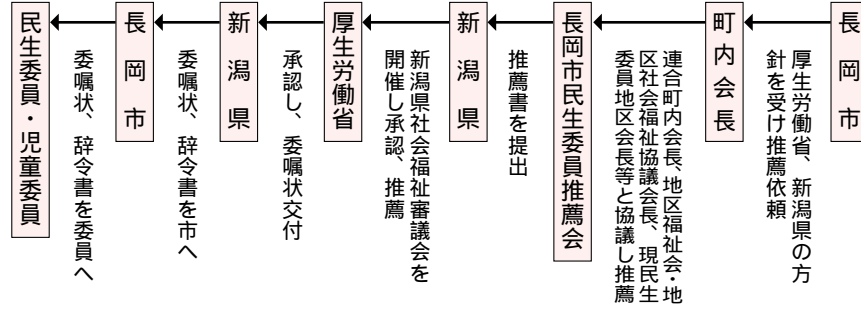 長岡市
厚生労働省、新潟県の方
針を受け推薦依頼
町内会長
連合町内会長、地区福祉会・地
区社会福祉協議会長、現民生
委員地区会長等と協議し推薦
長岡市民生委員推薦会
推薦書を提出
新潟県
新潟県社会福祉審議会を
開催し承認、推薦
厚生労働省
承認し、委嘱状交付
新潟県
委嘱状、辞令書を市へ
長岡市
委嘱状、辞令書を委員へ
民生委員・児童委員